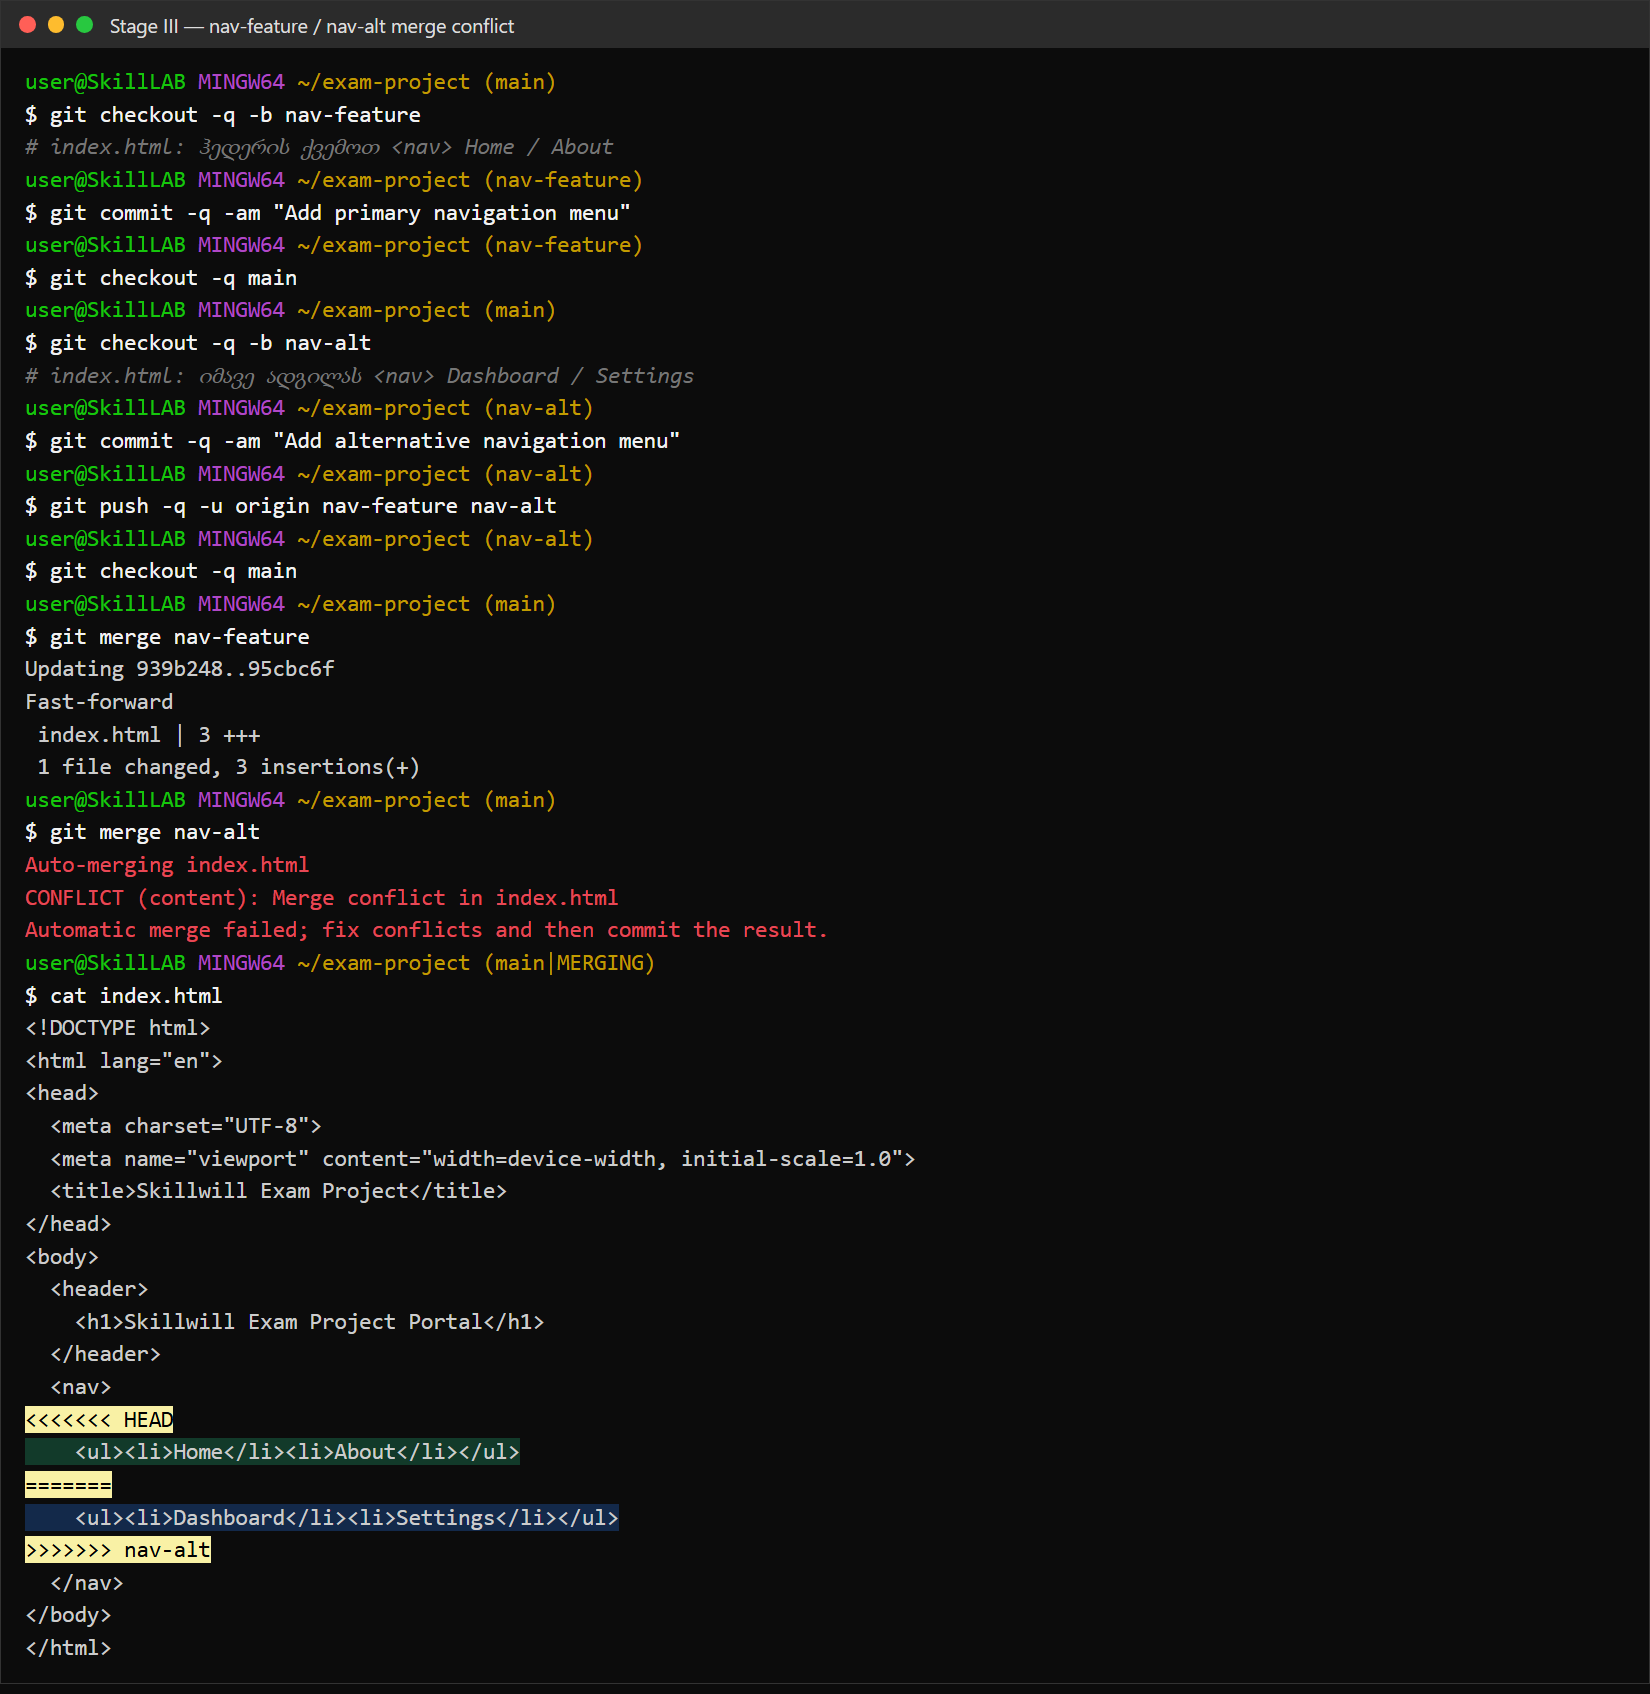 Stage III — nav-feature / nav-alt merge conflict
user@SkillLAB MINGW64 ~/exam-project (main)
$ git checkout -q -b nav-feature
# index.html: ჰედერის ქვემოთ <nav> Home / About
user@SkillLAB MINGW64 ~/exam-project (nav-feature)
$ git commit -q -am "Add primary navigation menu"
user@SkillLAB MINGW64 ~/exam-project (nav-feature)
$ git checkout -q main
user@SkillLAB MINGW64 ~/exam-project (main)
$ git checkout -q -b nav-alt
# index.html: იმავე ადგილას <nav> Dashboard / Settings
user@SkillLAB MINGW64 ~/exam-project (nav-alt)
$ git commit -q -am "Add alternative navigation menu"
user@SkillLAB MINGW64 ~/exam-project (nav-alt)
$ git push -q -u origin nav-feature nav-alt
user@SkillLAB MINGW64 ~/exam-project (nav-alt)
$ git checkout -q main
user@SkillLAB MINGW64 ~/exam-project (main)
$ git merge nav-feature
Updating 939b248..95cbc6f
Fast-forward
 index.html | 3 +++
 1 file changed, 3 insertions(+)
user@SkillLAB MINGW64 ~/exam-project (main)
$ git merge nav-alt
Auto-merging index.html
CONFLICT (content): Merge conflict in index.html
Automatic merge failed; fix conflicts and then commit the result.
user@SkillLAB MINGW64 ~/exam-project (main|MERGING)
$ cat index.html
<!DOCTYPE html>
<html lang="en">
<head>
  <meta charset="UTF-8">
  <meta name="viewport" content="width=device-width, initial-scale=1.0">
  <title>Skillwill Exam Project</title>
</head>
<body>
  <header>
    <h1>Skillwill Exam Project Portal</h1>
  </header>
  <nav>
<<<<<<< HEAD
    <ul><li>Home</li><li>About</li></ul>
=======
    <ul><li>Dashboard</li><li>Settings</li></ul>
>>>>>>> nav-alt
  </nav>
</body>
</html>